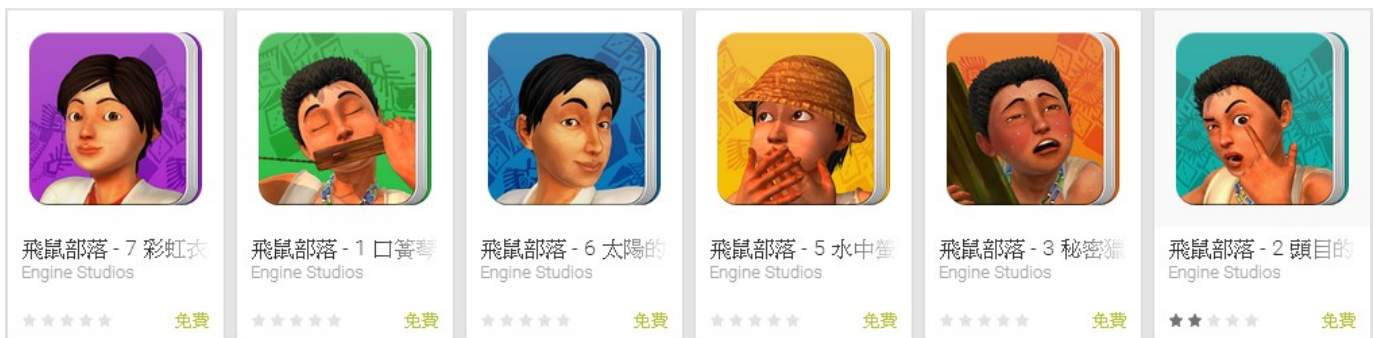 飛鼠部落 - 7 彩虹衣
Engine Studios
免費
飛鼠部落 - 1 口簧琴
Engine Studios
免費
飛鼠部落 - 6 太陽的
Engine Studios
免費
飛鼠部落 - 5 水中螢
Engine Studios
免費
飛鼠部落 - 3 秘密獵
Engine Studios
免費
飛鼠部落 - 2 頭目的
Engine Studios
免費